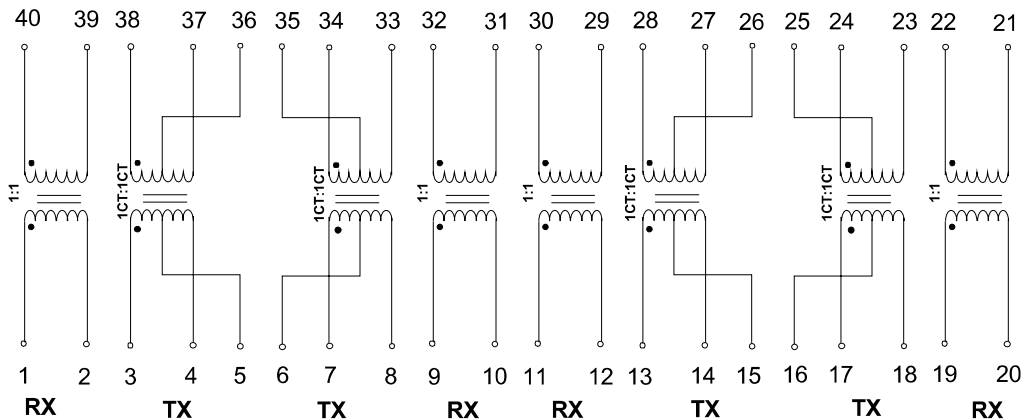 40 39 38 37 36 35 34 33 32 31 30 29 28 27 26 25 24 23 22 21
1:1 1CT:1CT 1CT:1CT 1:1 1:1 1CT:1CT 1CT:1CT 1:1
1 2 3 4 5 6 7 8 9 10 11 12 13 14 15 16 17 18 19 20
RX TX TX RX RX TX TX RX